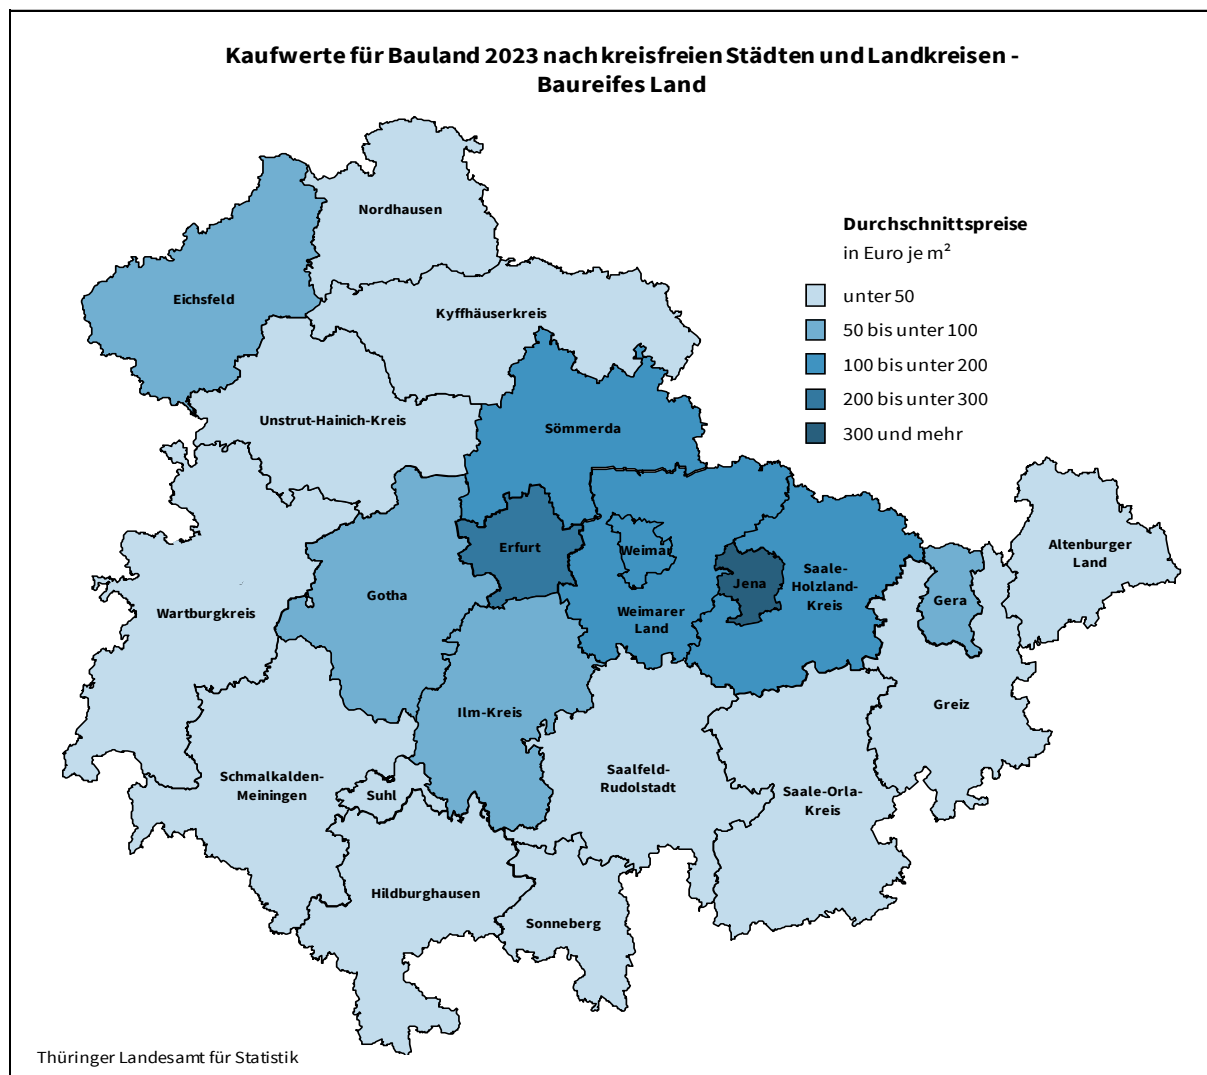 Kaufwerte für Bauland 2023 nach kreisfreien Städten und Landkreisen -
Baureifes Land
Nordhausen
Durchschnittspreise
in Euro je m²
unter 50
50 bis unter 100
100 bis unter 200
200 bis unter 300
300 und mehr
Eichsfeld
Kyffhäuserkreis
Unstrut-Hainich-Kreis
Sömmerda
Erfurt
Weimar
Altenburger
Land
Jena
Saale-
Holzland-
Kreis
Gotha
Gera
Wartburgkreis
Weimarer
Land
Ilm-Kreis
Greiz
Schmalkalden-
Meiningen
Suhl
Saalfeld-
Rudolstadt
Saale-Orla-
Kreis
Hildburghausen
Sonneberg
Thüringer Landesamt für Statistik